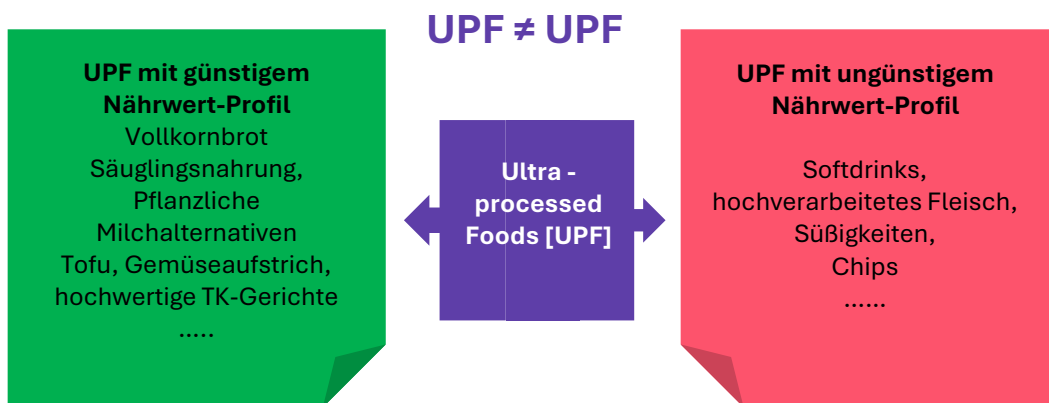 UPF ≠ UPF
UPF mit günstigem
Nährwert-Profil
Vollkornbrot
Säuglingsnahrung,
Pflanzliche
Milchalternativen
Tofu, Gemüseaufstrich,
hochwertige TK-Gerichte
.....
Ultra -
processed
Foods [UPF]
UPF mit ungünstigem
Nährwert-Profil
Softdrinks,
hochverarbeitetes Fleisch,
Süßigkeiten,
Chips
......